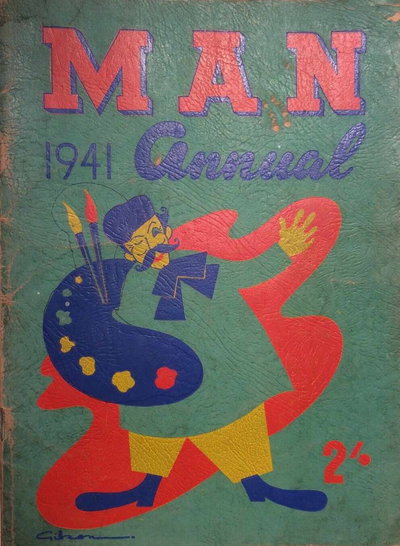 MAN
1941 Annual
2/-
Gibson